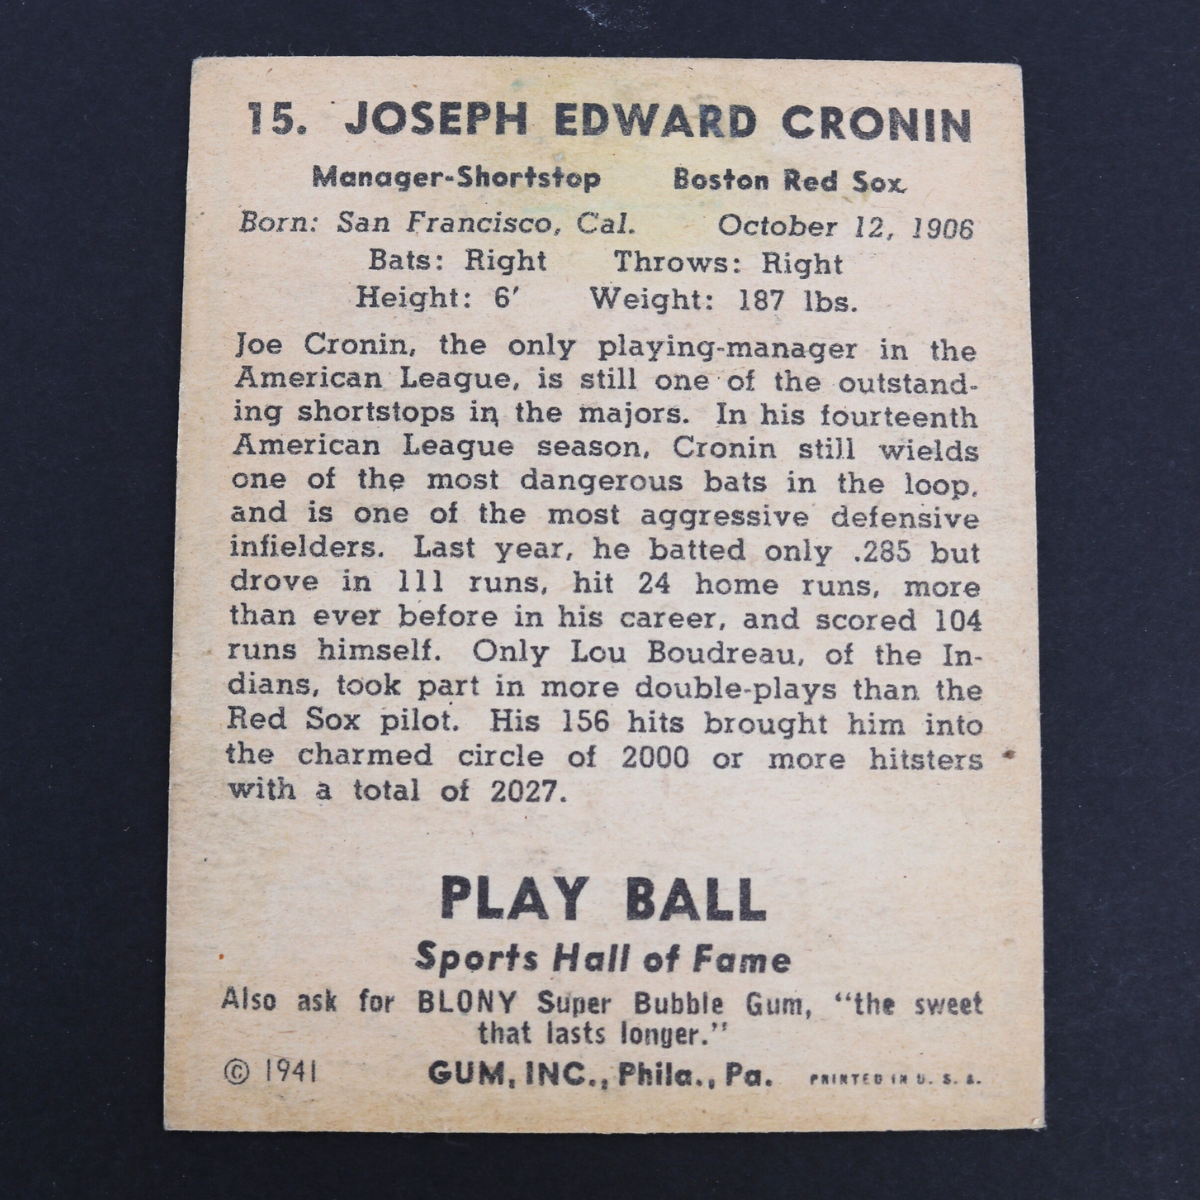 15. JOSEPH EDWARD CRONIN
Manager-Shortstop Boston Red Sox
Born: San Francisco, Cal. October 12, 1906
Bats: Right Throws: Right
Height: 6′ Weight: 187 lbs.
Joe Cronin, the only playing-manager in the
American League, is still one of the outstand-
ing shortstops in the majors. In his fourteenth
American League season, Cronin still wields
one of the most dangerous bats in the loop,
and is one of the most aggressive defensive
infielders. Last year, he batted only .285 but
drove in 111 runs, hit 24 home runs, more
than ever before in his career, and scored 104
runs himself. Only Lou Boudreau, of the In-
dians, took part in more double-plays than the
Red Sox pilot. His 156 hits brought him into
the charmed circle of 2000 or more hitsters
with a total of 2027.
PLAY BALL
Sports Hall of Fame
Also ask for BLONY Super Bubble Gum, “the sweet
that lasts longer.”
© 1941 GUM, INC., Phila., Pa. PRINTED IN U. S. A.